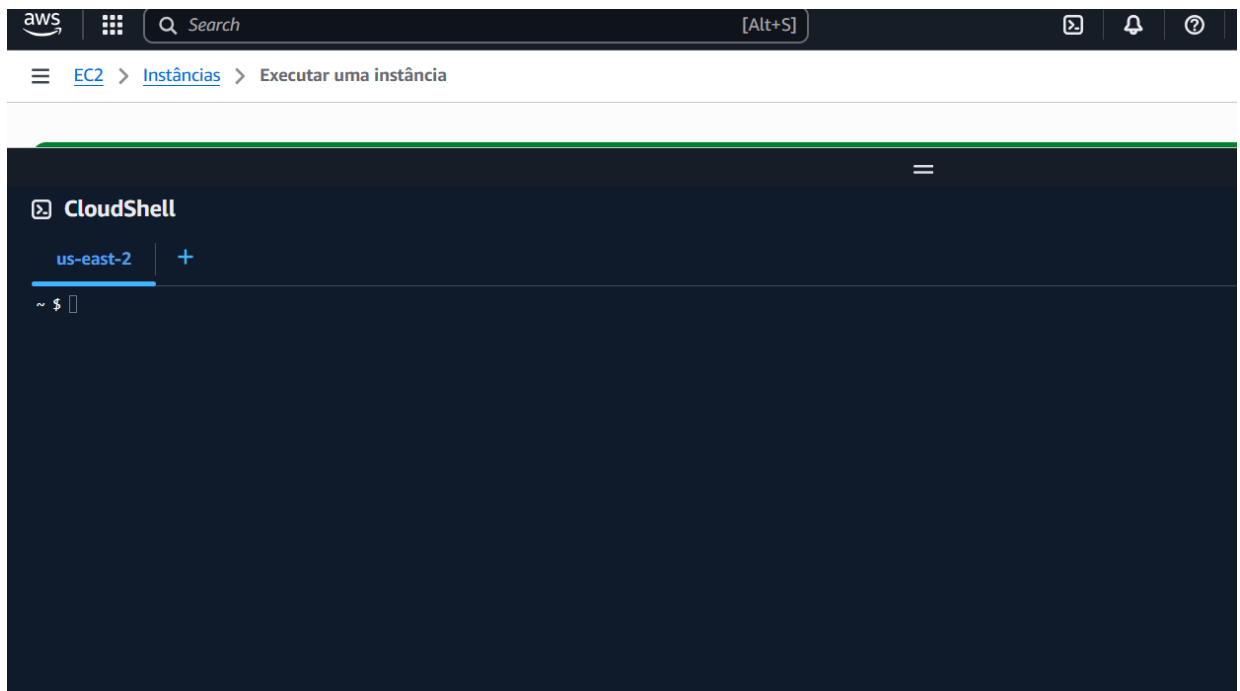 aws Search [Alt+S]
EC2 > Instâncias > Executar uma instância
CloudShell
us-east-2 +
~ $